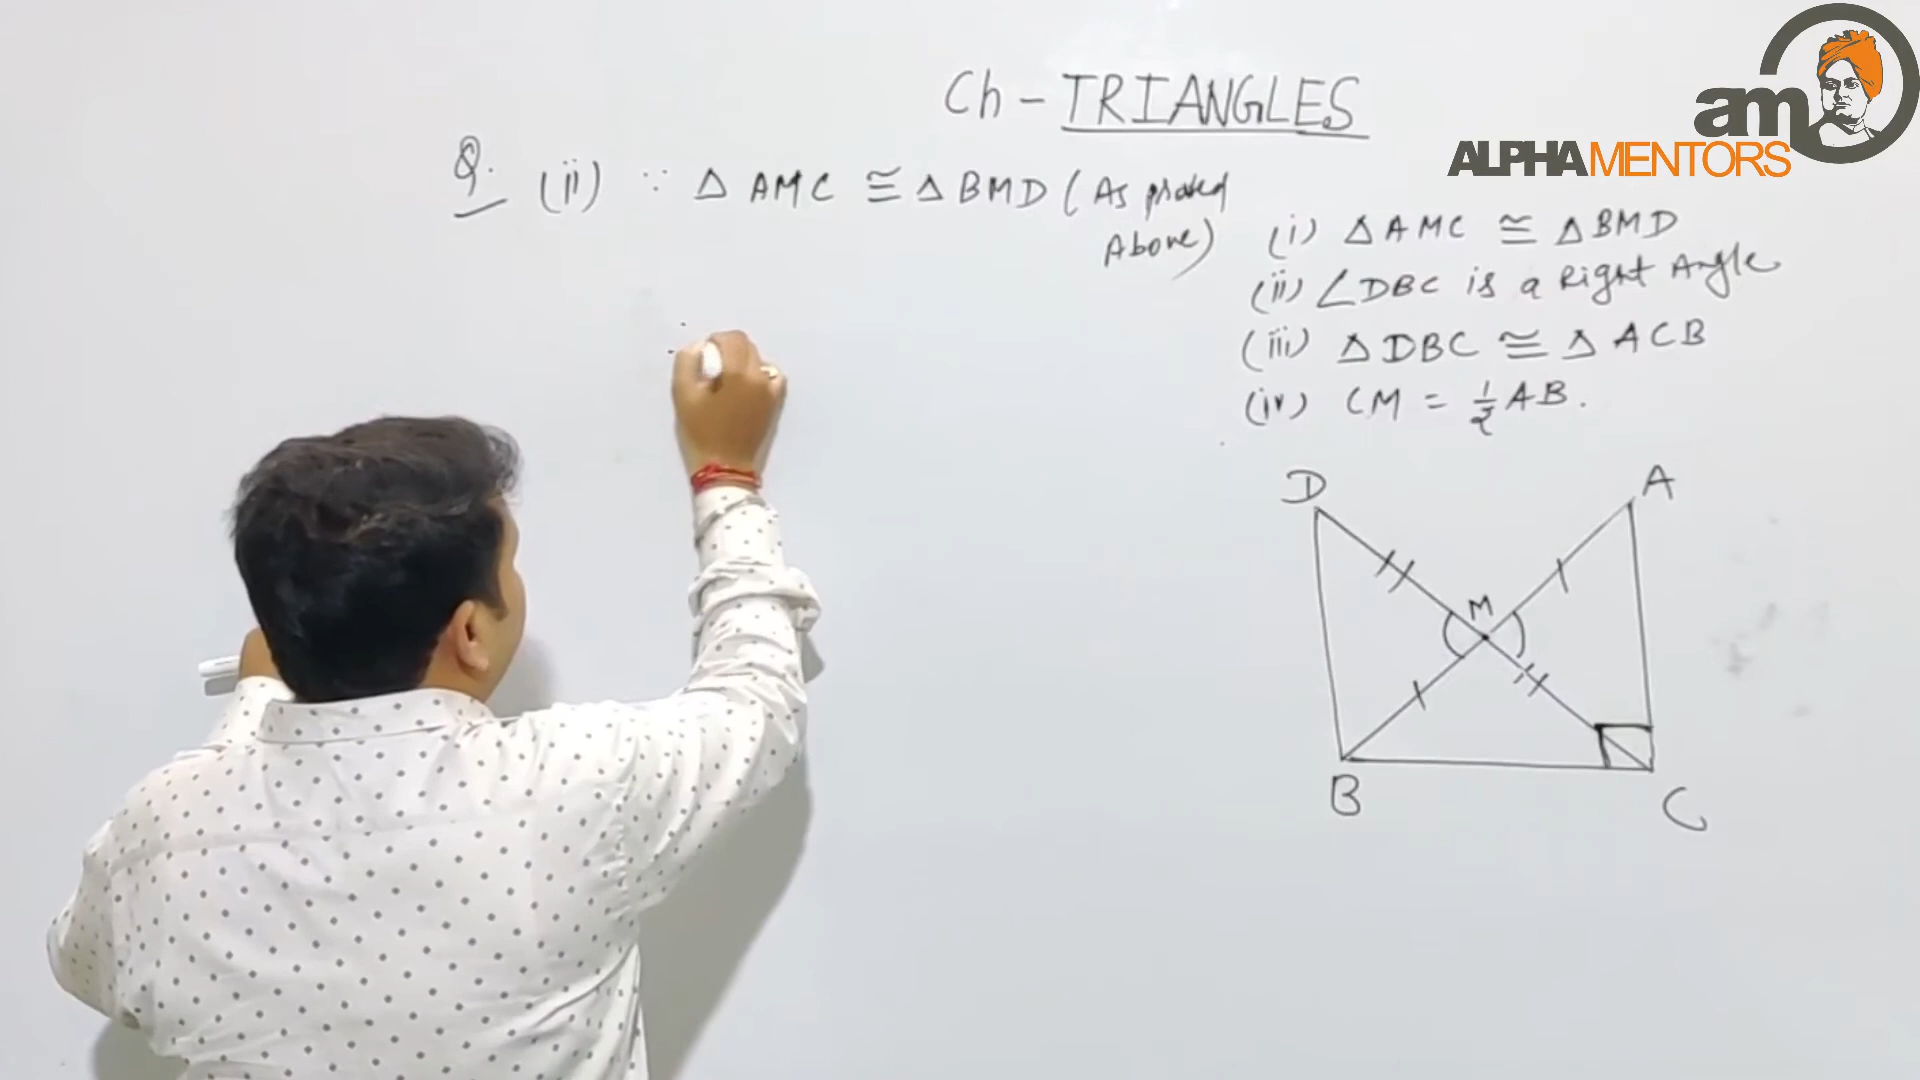 Ch - TRIANGLES
am
ALPHAMENTORS
Q. (ii) ∵ Δ AMC ≅ Δ BMD (As proved
Above)
(i) Δ AMC ≅ Δ BMD
(ii) ∠DBC is a Right Angle
(iii) Δ DBC ≅ Δ ACB
(iv) CM = 1/2 AB.
D
A
M
B
C